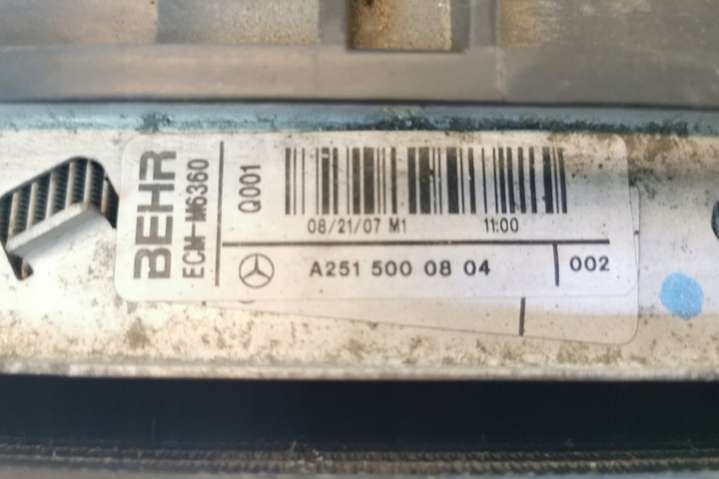 BEHR
ECM-M6360
Q001
08/21/07 M1 11:00
A251 500 08 04
002